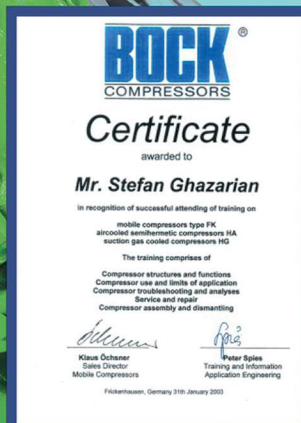 BOCK®
COMPRESSORS
Certificate
awarded to
Mr. Stefan Ghazarian
in recognition of successful attending of training on
mobile compressors type FK
aircooled semihermetic compressors HA
suction gas cooled compressors HG
The training comprises of
Compressor structures and functions
Compressor use and limits of application
Compressor troubleshooting and analyses
Service and repair
Compressor assembly and dismantling
Klaus Öchsner
Sales Director
Mobile Compressors
Peter Spies
Training and Information
Application Engineering
Frickenhausen, Germany 31th January 2003